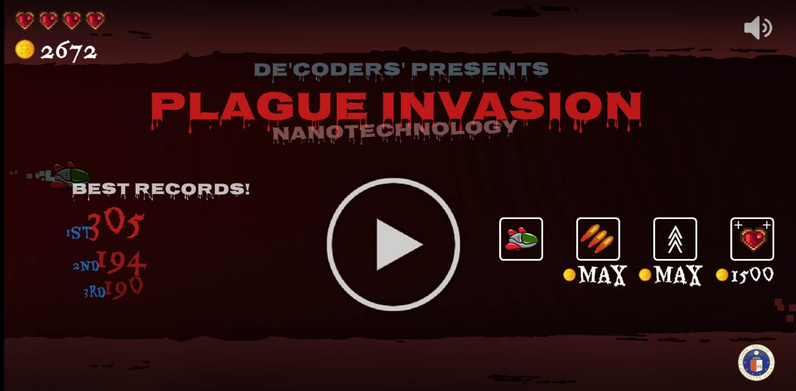 2672
DE'CODERS' PRESENTS
PLAGUE INVASION
NANOTECHNOLOGY
BEST RECORDS!
1ST 305
2ND 194
3RD 190
MAX
MAX
1500